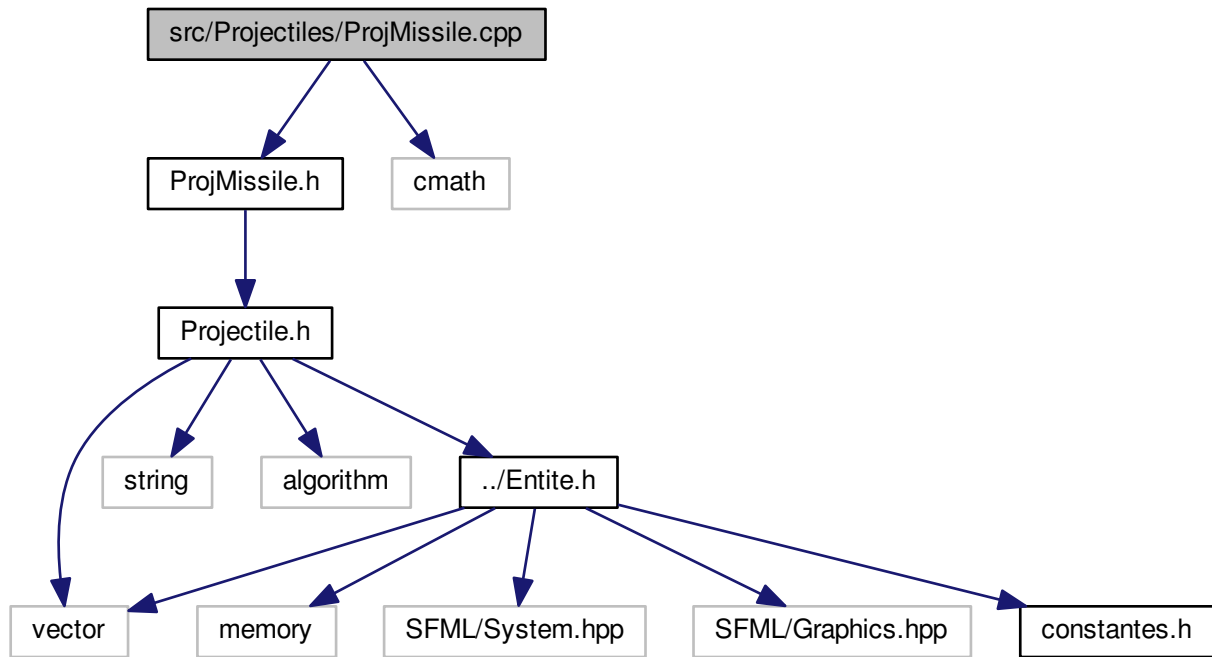 src/Projectiles/ProjMissile.cpp
ProjMissile.h
cmath
Projectile.h
string
algorithm
../Entite.h
vector
memory
SFML/System.hpp
SFML/Graphics.hpp
constantes.h